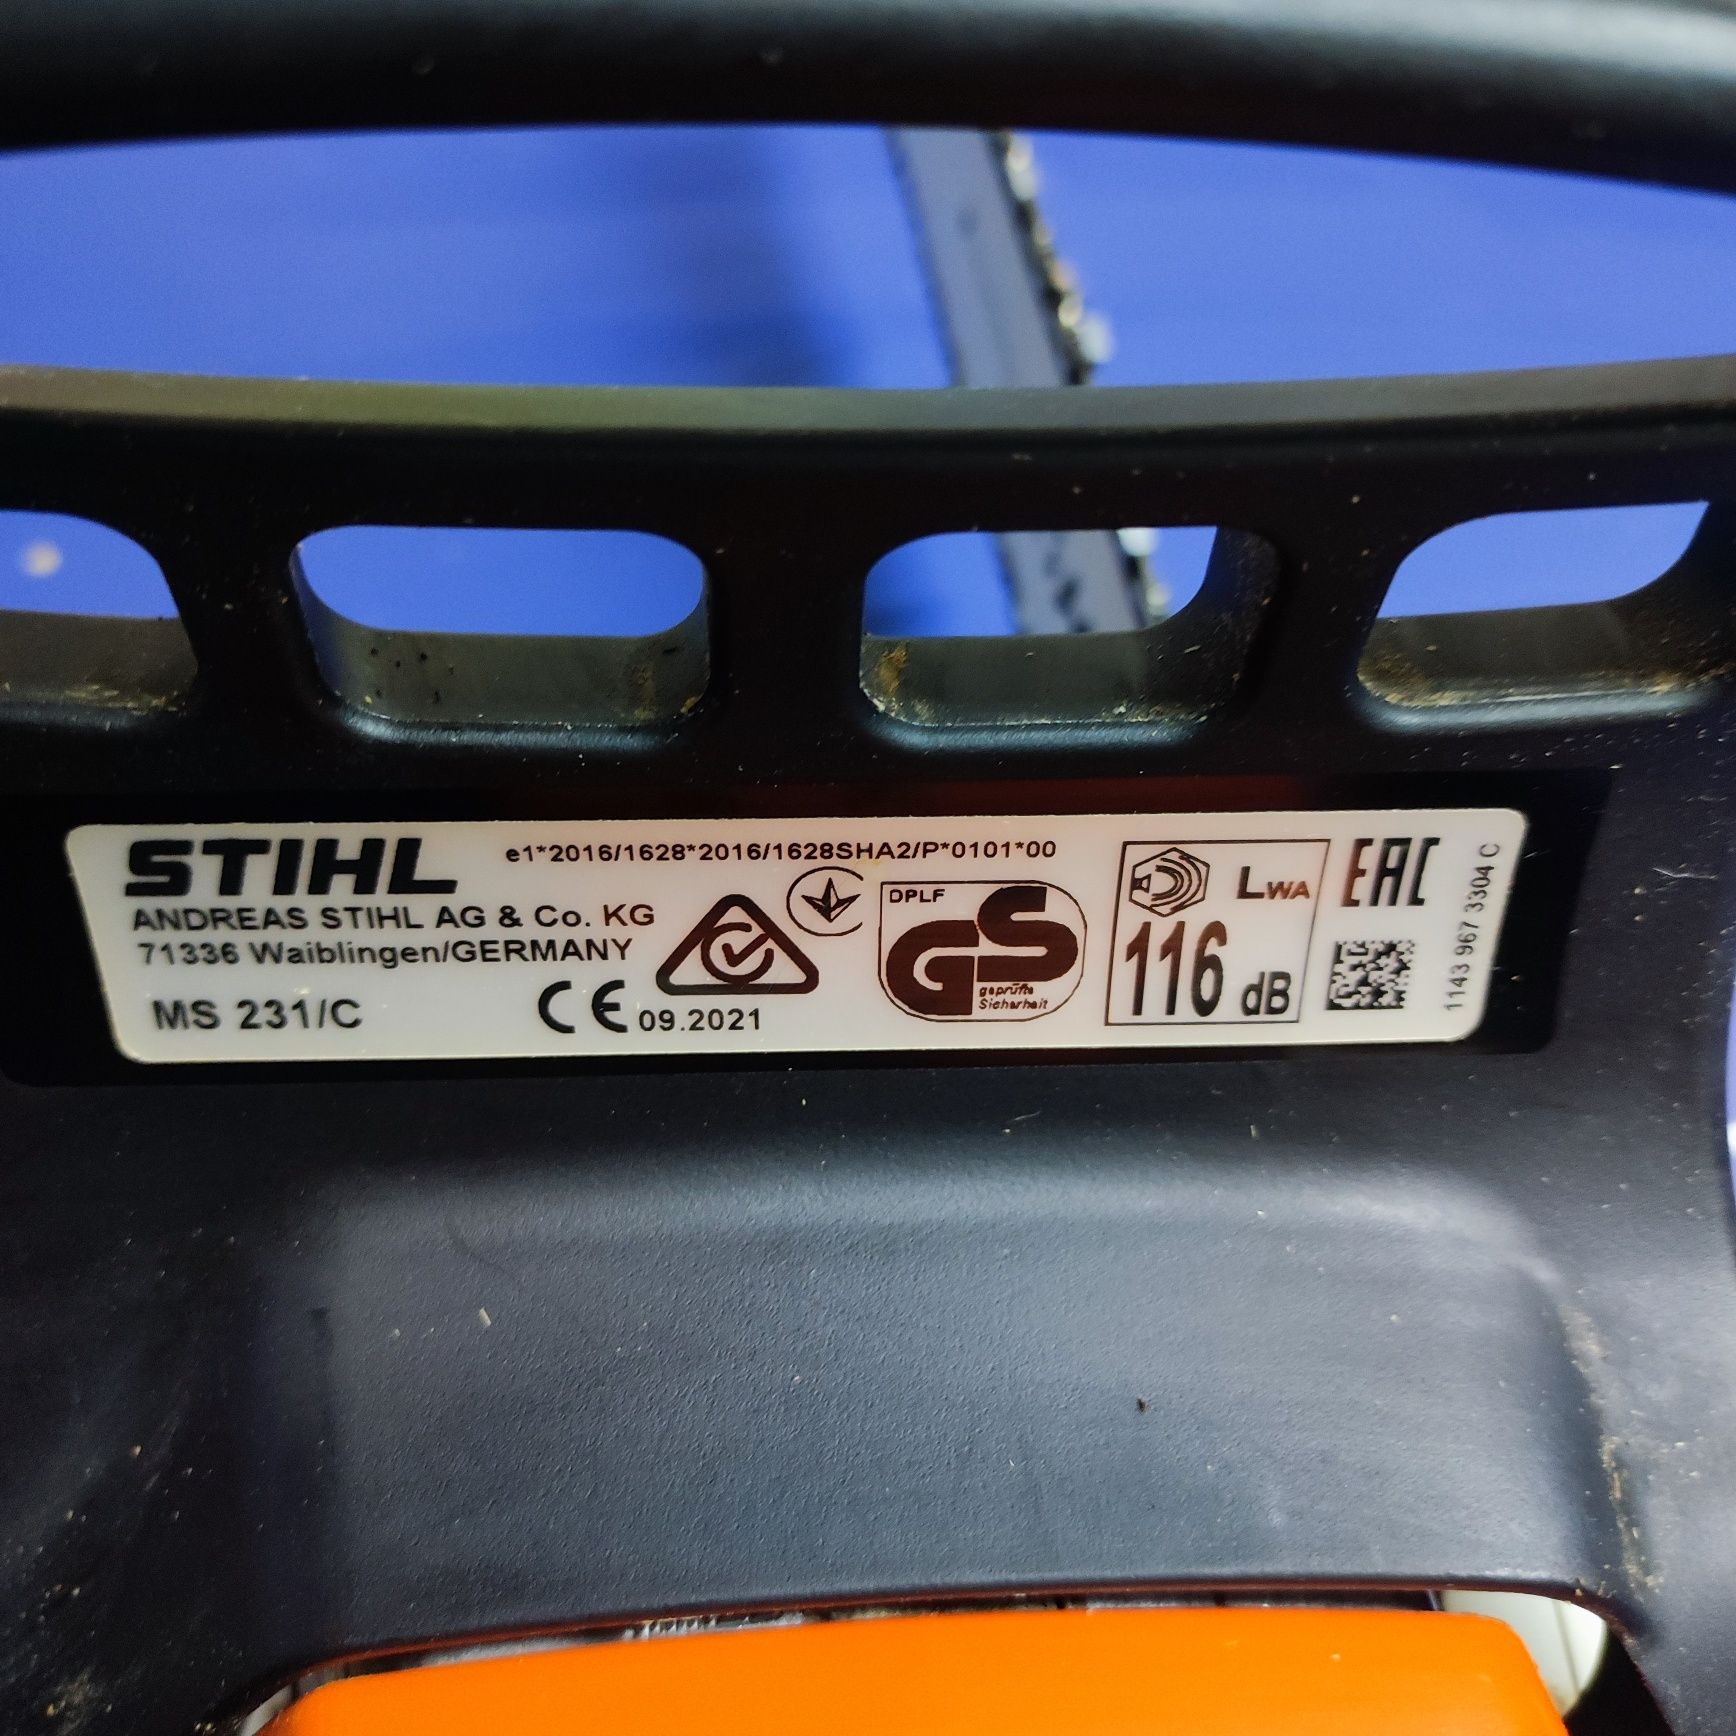 STIHL
e1*2016/1628*2016/1628SHA2/P*0101*00
ANDREAS STIHL AG & Co. KG
71336 Waiblingen/GERMANY
MS 231/C
CE 09.2021
DPLF
GS
geprüfte
Sicherheit
LWA
116 dB
EAC
1143 967 3304 C